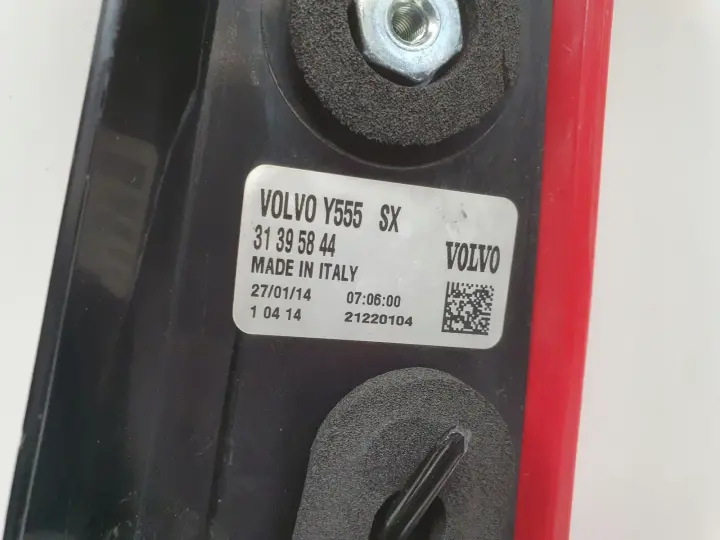 VOLVO Y555 SX
31 39 58 44
MADE IN ITALY
VOLVO
27/01/14 07:06:00
1 04 14 21220104